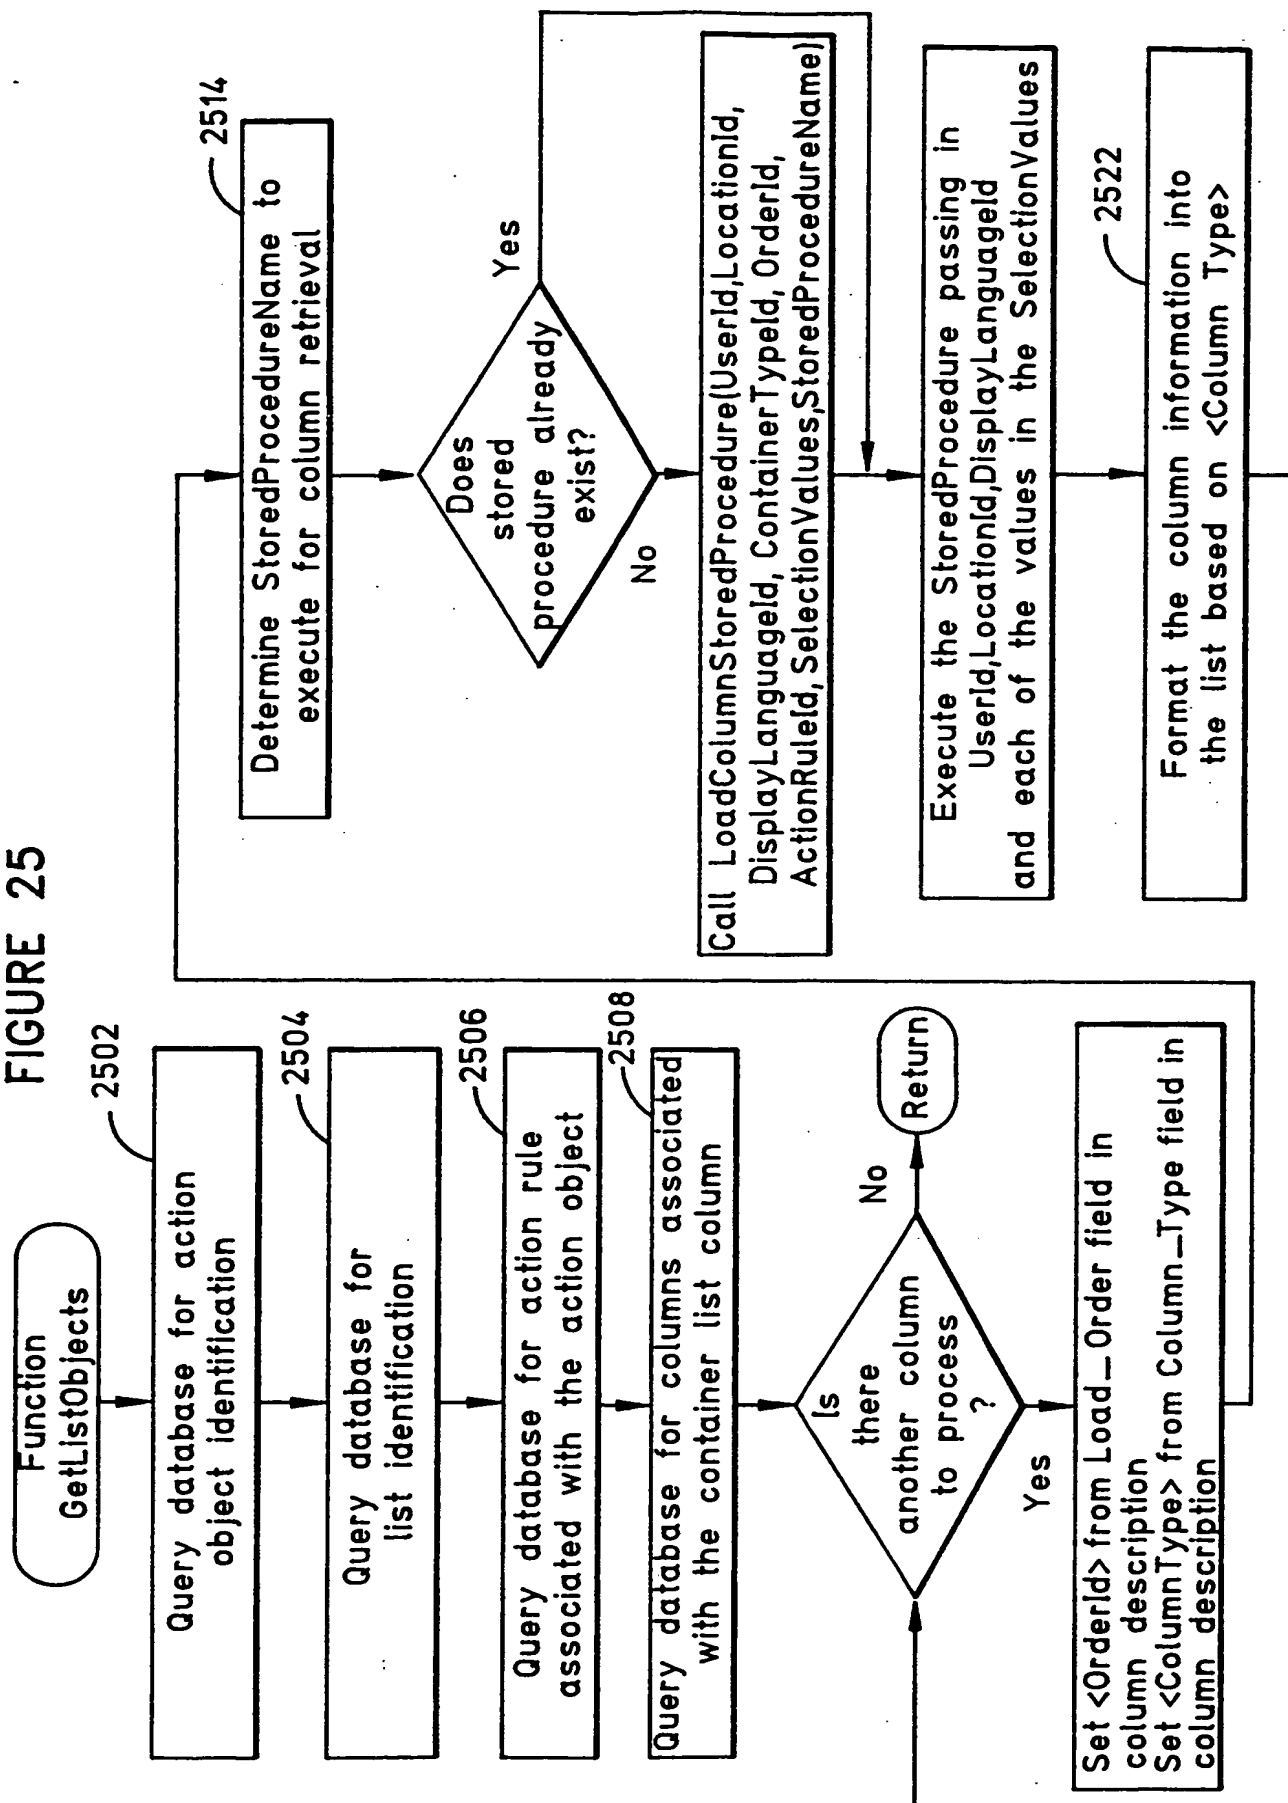 FIGURE 25
Function
GetListObjects
2502
Query database for action
object identification
2504
Query database for
list identification
2506
Query database for action rule
associated with the action object
2508
Query database for columns associated
with the container list column
Is
there
another column
to process
?
No
Return
Yes
Set <OrderId> from Load_Order field in
column description
Set <ColumnType> from Column_Type field in
column description
2514
Determine StoredProcedureName to
execute for column retrieval
Does
stored
procedure already
exist?
Yes
No
Call LoadColumnStoredProcedure(UserId,LocationId,
DisplayLanguageId, ContainerTypeId, OrderId,
ActionRuleId, SelectionValues,StoredProcedureName)
Execute the StoredProcedure passing in
UserId,LocationId,DisplayLanguageId
and each of the values in the SelectionValues
2522
Format the column information into
the list based on <Column Type>